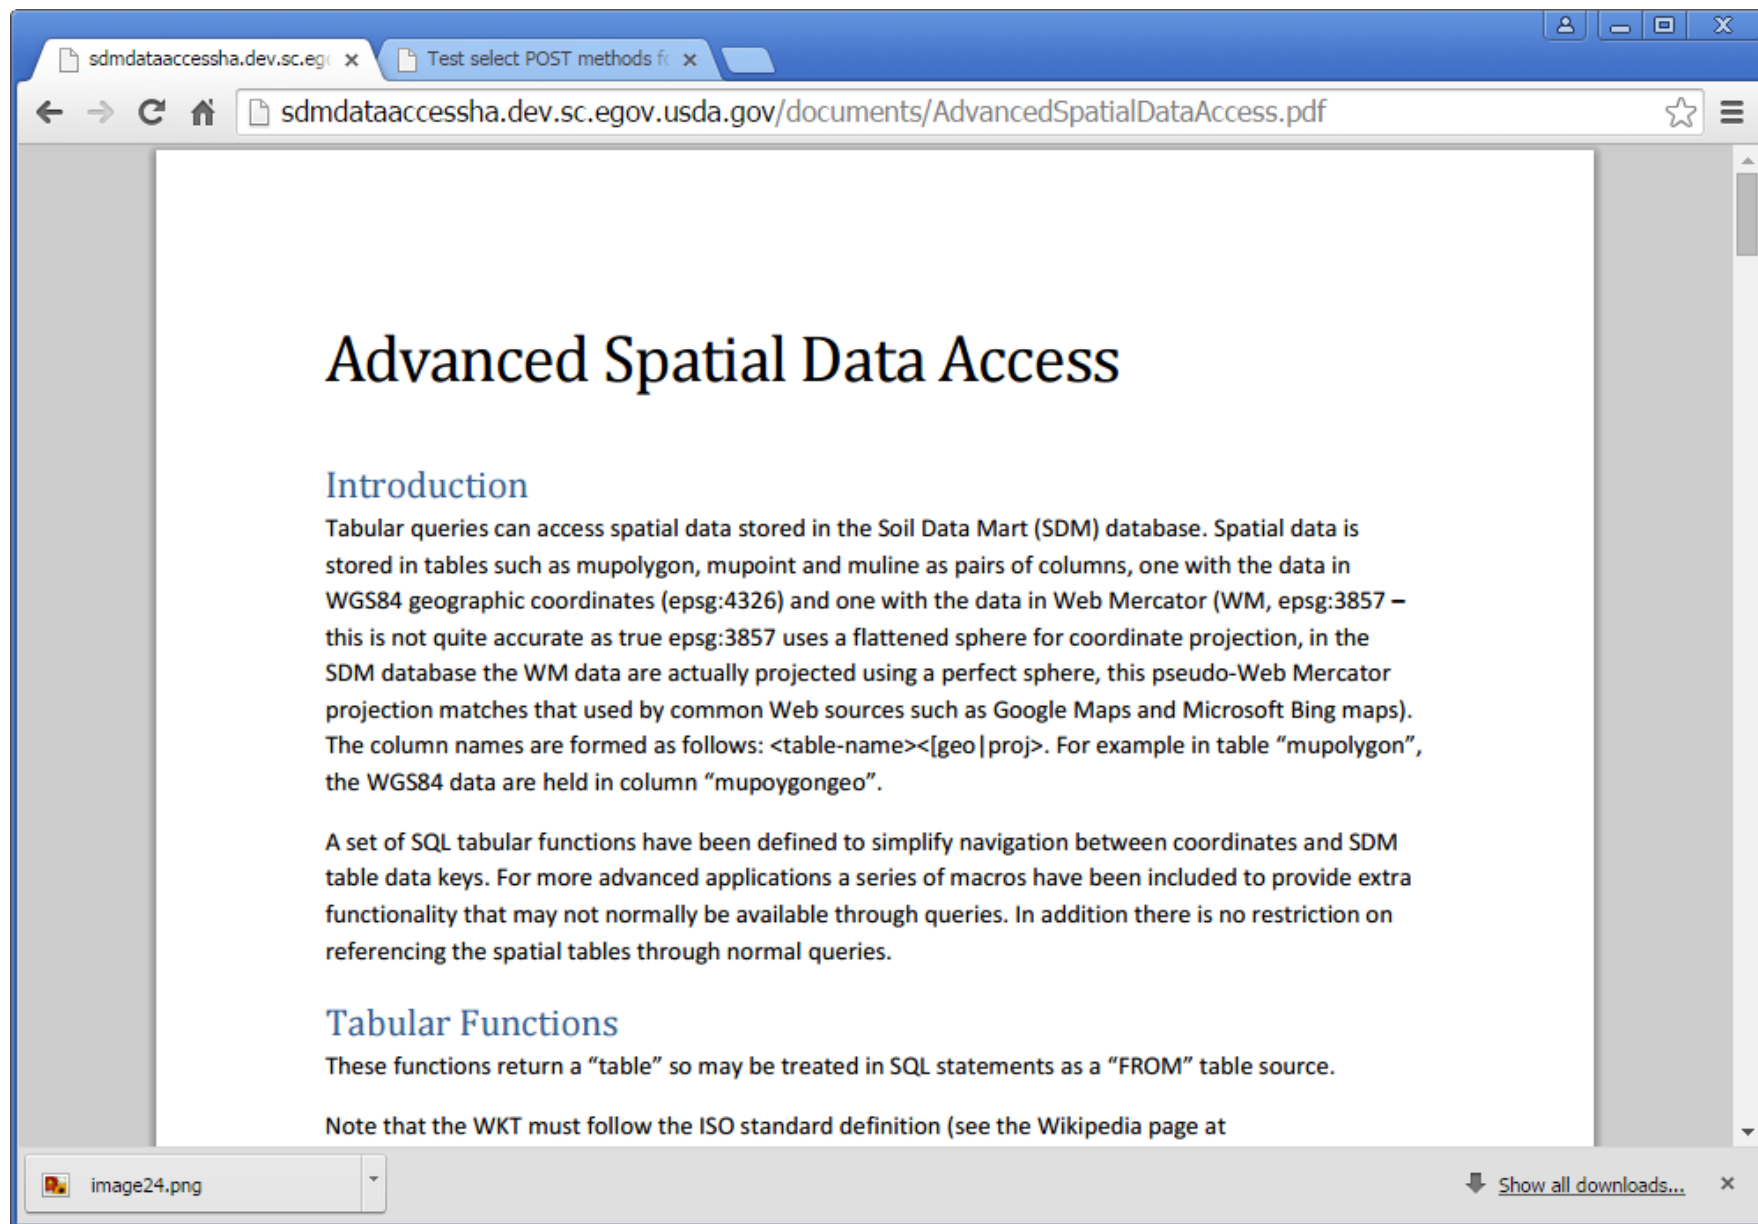 sdmdataaccessha.dev.sc.ego
Test select POST methods fo
sdmdataaccessha.dev.sc.egov.usda.gov/documents/AdvancedSpatialDataAccess.pdf
Advanced Spatial Data Access
Introduction
Tabular queries can access spatial data stored in the Soil Data Mart (SDM) database. Spatial data is
stored in tables such as mupolygon, mupoint and muline as pairs of columns, one with the data in
WGS84 geographic coordinates (epsg:4326) and one with the data in Web Mercator (WM, epsg:3857 –
this is not quite accurate as true epsg:3857 uses a flattened sphere for coordinate projection, in the
SDM database the WM data are actually projected using a perfect sphere, this pseudo-Web Mercator
projection matches that used by common Web sources such as Google Maps and Microsoft Bing maps).
The column names are formed as follows: <table-name><[geo|proj>. For example in table “mupolygon”,
the WGS84 data are held in column “mupoygongeo”.
A set of SQL tabular functions have been defined to simplify navigation between coordinates and SDM
table data keys. For more advanced applications a series of macros have been included to provide extra
functionality that may not normally be available through queries. In addition there is no restriction on
referencing the spatial tables through normal queries.
Tabular Functions
These functions return a “table” so may be treated in SQL statements as a “FROM” table source.
Note that the WKT must follow the ISO standard definition (see the Wikipedia page at
image24.png
Show all downloads...